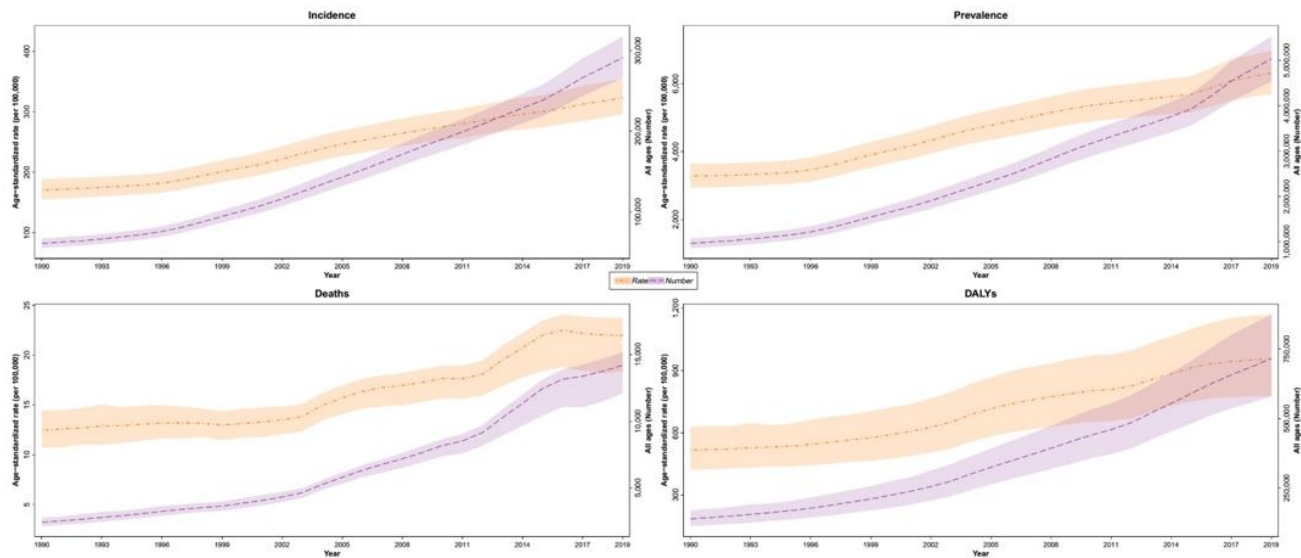 Incidence
Age-standardized rate (per 100,000)
400
300
200
100
300,000
200,000
100,000
All ages (Number)
1990 1993 1996 1999 2002 2005 2008 2011 2014 2017 2019
Year
Prevalence
Age-standardized rate (per 100,000)
6,000
4,000
2,000
5,000,000
4,000,000
3,000,000
2,000,000
1,000,000
All ages (Number)
1990 1993 1996 1999 2002 2005 2008 2011 2014 2017 2019
Year
Rate Number
Deaths
Age-standardized rate (per 100,000)
25
20
15
10
5
15,000
10,000
5,000
All ages (Number)
1990 1993 1996 1999 2002 2005 2008 2011 2014 2017 2019
Year
DALYs
Age-standardized rate (per 100,000)
1,200
900
600
300
750,000
500,000
250,000
All ages (Number)
1990 1993 1996 1999 2002 2005 2008 2011 2014 2017 2019
Year